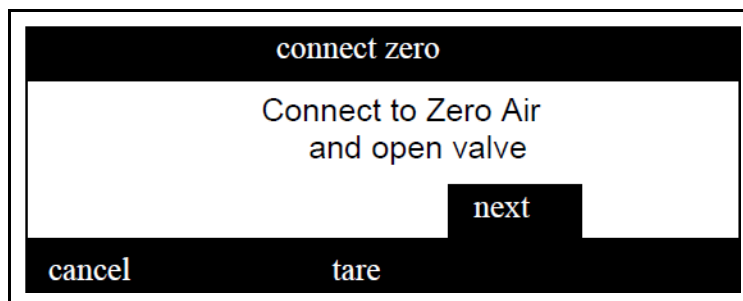 connect zero
Connect to Zero Air
and open valve
next
cancel tare